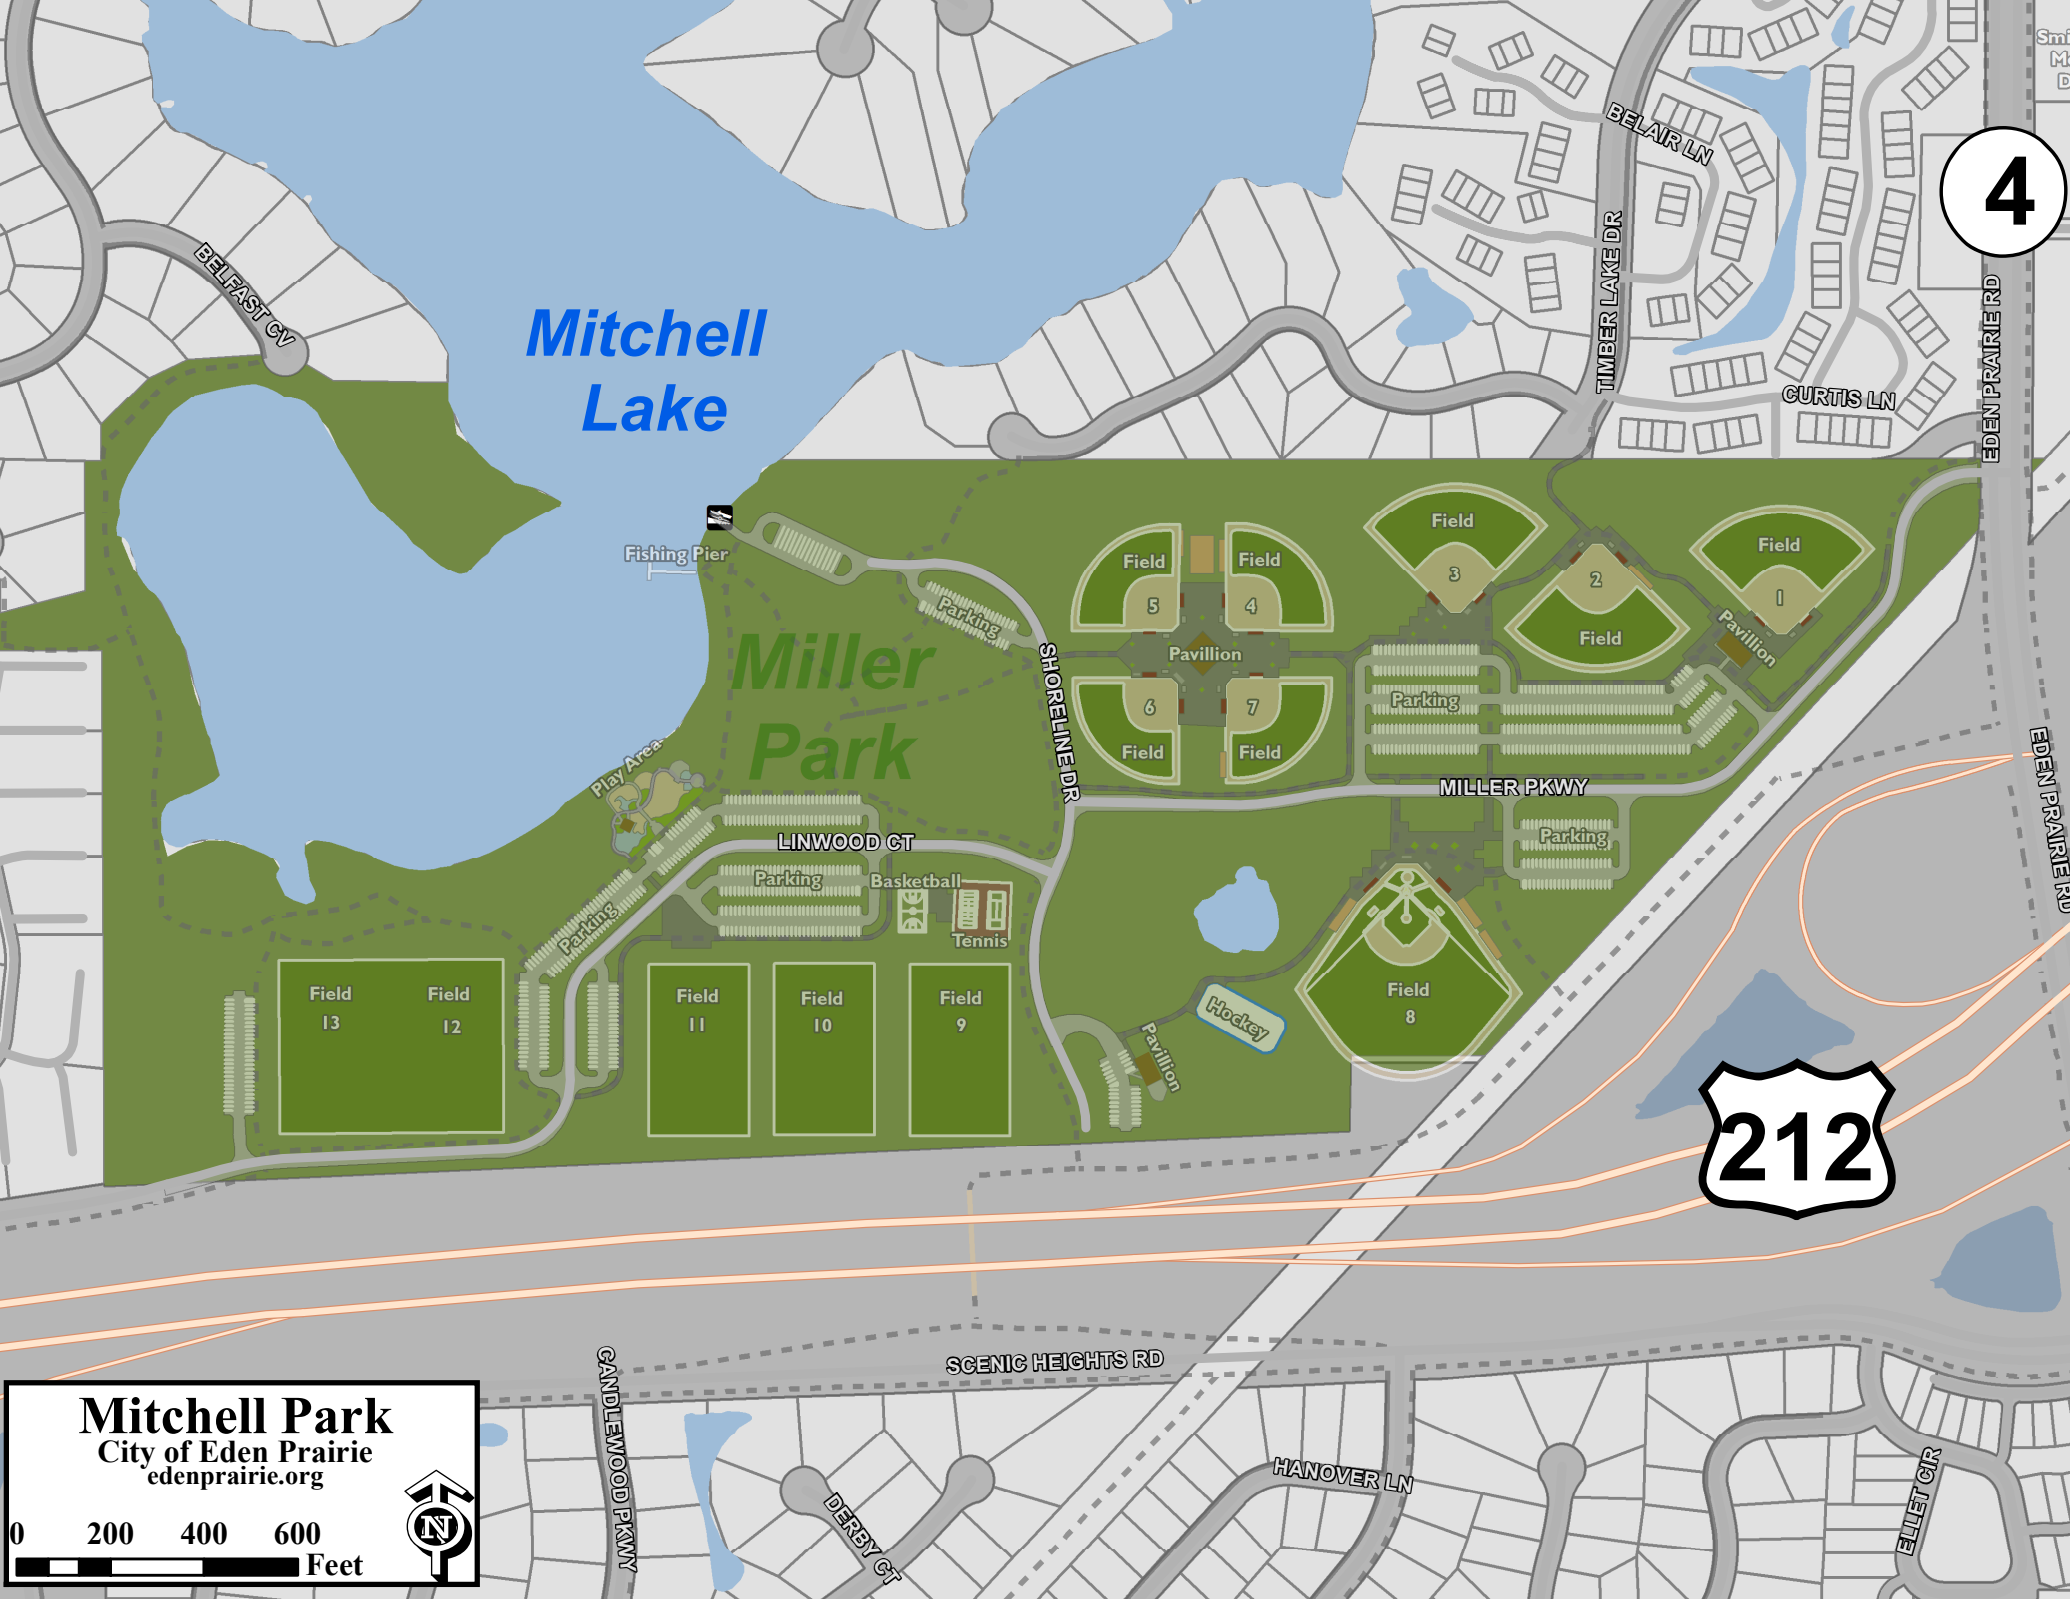 Smi
Mo
D
4
BELAIR LN
BELFAST CV
TIMBER LAKE DR
EDEN PRAIRIE RD
CURTIS LN
Mitchell
Lake
Fishing Pier
Parking
Miller
Park
SHORELINE DR
Play Area
LINWOOD CT
Parking
Parking
Basketball
Tennis
Field
5
Field
4
Pavillion
6
Field
7
Field
Field
3
2
Field
Field
1
Pavillion
Parking
MILLER PKWY
Parking
EDEN PRAIRIE RD
Field
8
Hockey
Pavillion
Field
13
Field
12
Field
11
Field
10
Field
9
212
SCENIC HEIGHTS RD
CANDLEWOOD PKWY
DERBY CT
HANOVER LN
ELLET CIR
Mitchell Park
City of Eden Prairie
edenprairie.org
N
0 200 400 600
Feet